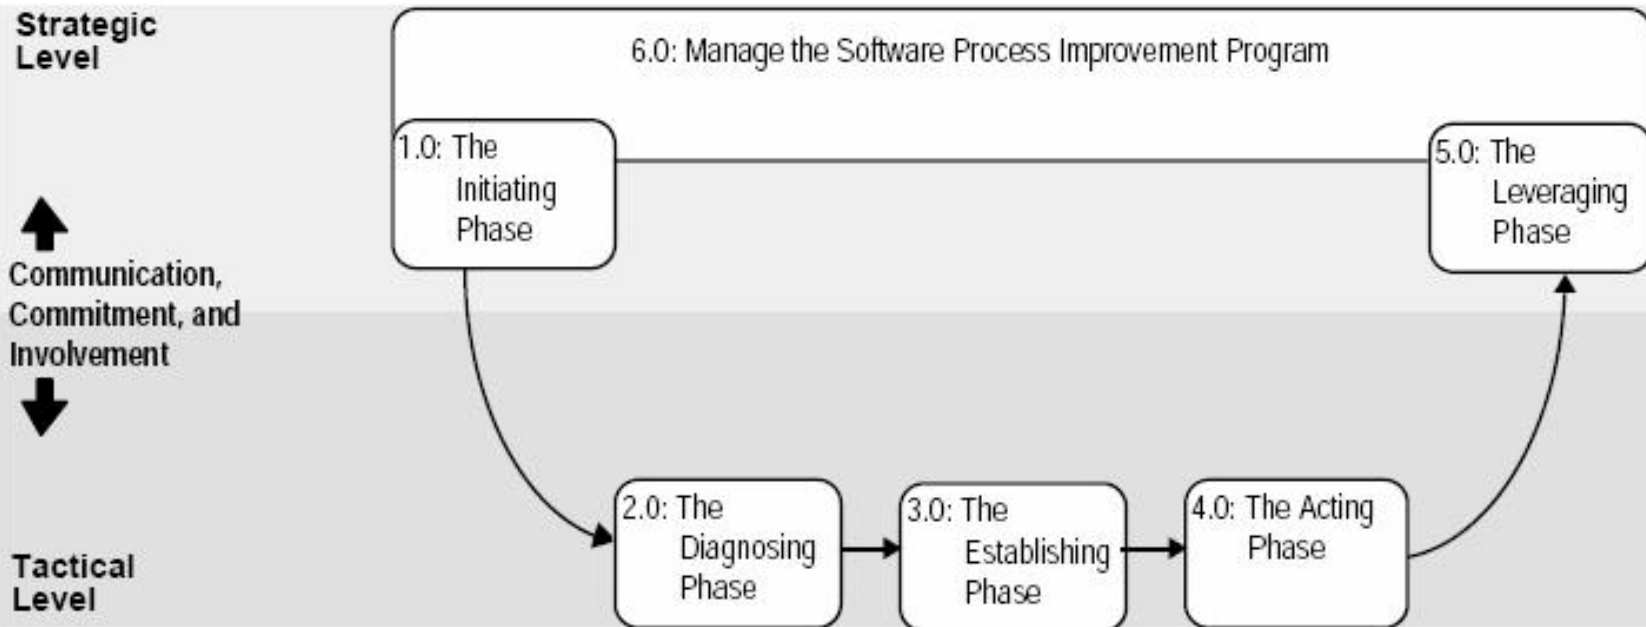 Strategic
Level
6.0: Manage the Software Process Improvement Program
1.0: The
Initiating
Phase
5.0: The
Leveraging
Phase
Communication,
Commitment, and
Involvement
2.0: The
Diagnosing
Phase
3.0: The
Establishing
Phase
4.0: The Acting
Phase
Tactical
Level